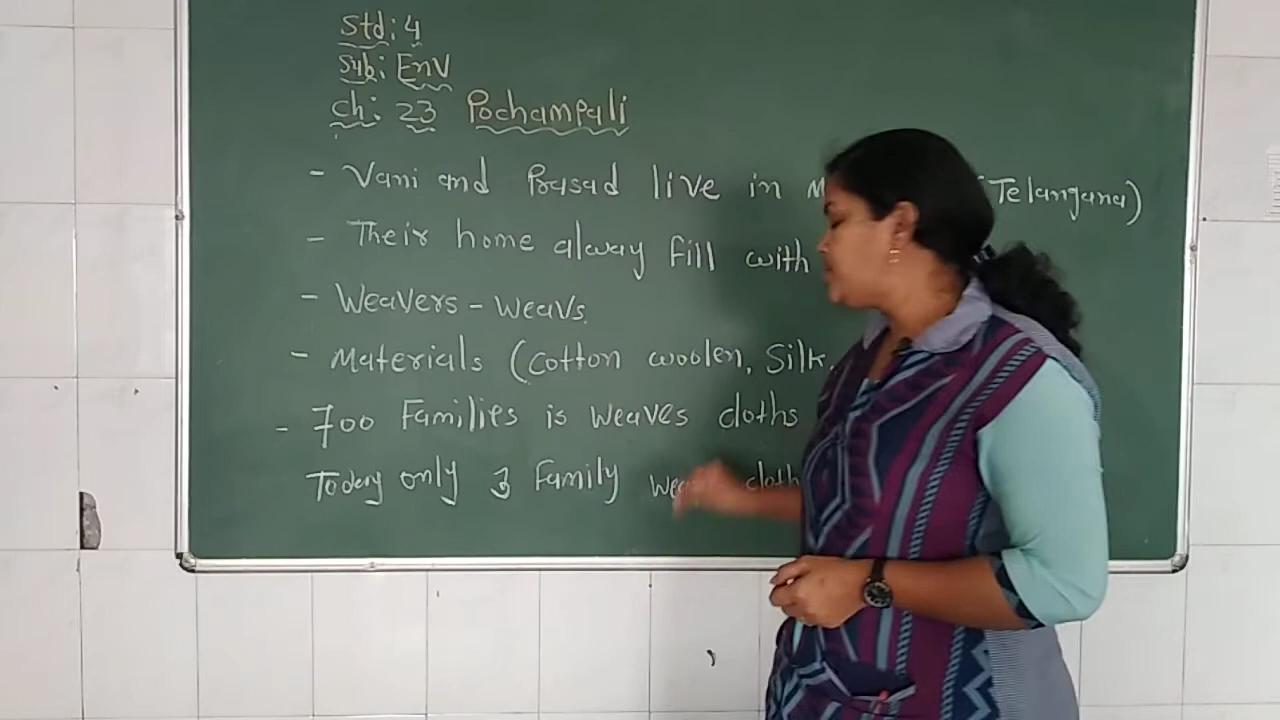 Std: 4
Sub: Env
Ch: 23 Pochampali
- Vani and Prasad live in (Telangana)
- Their home alway fill with
- Weavers - weavs
- Materials (Cotton woolen, Silk.
- 700 Families is weaves cloths
Today only 3 Family cloth